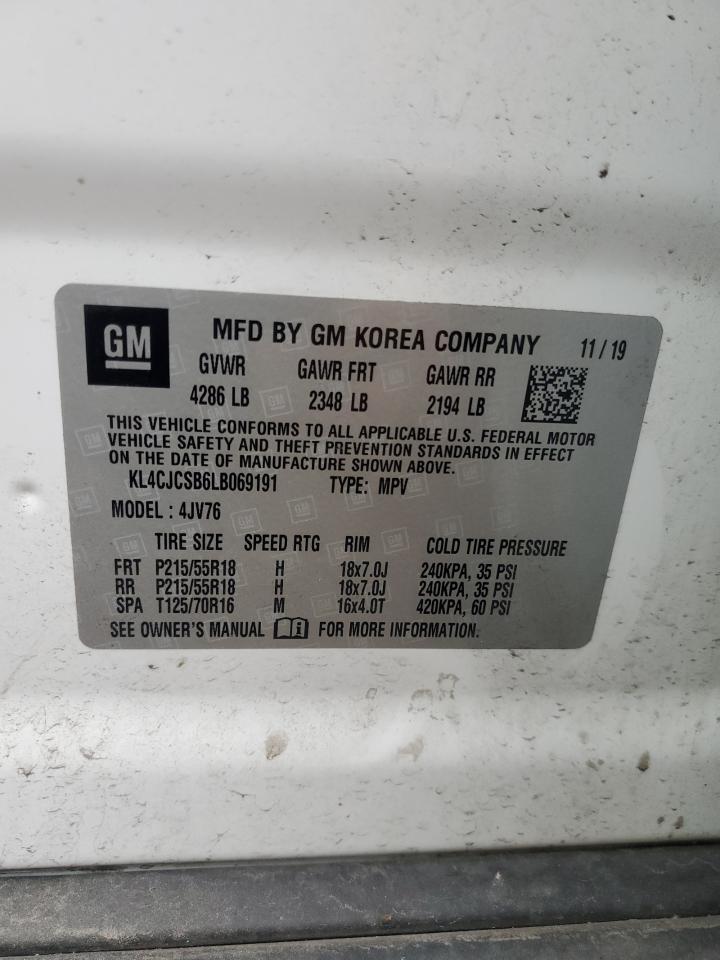 GM MFD BY GM KOREA COMPANY 11 / 19
GVWR GAWR FRT GAWR RR
4286 LB 2348 LB 2194 LB
THIS VEHICLE CONFORMS TO ALL APPLICABLE U.S. FEDERAL MOTOR
VEHICLE SAFETY AND THEFT PREVENTION STANDARDS IN EFFECT
ON THE DATE OF MANUFACTURE SHOWN ABOVE.
KL4CJCSB6LB069191 TYPE: MPV
MODEL : 4JV76
TIRE SIZE SPEED RTG RIM COLD TIRE PRESSURE
FRT P215/55R18 H 18x7.0J 240KPA, 35 PSI
RR P215/55R18 H 18x7.0J 240KPA, 35 PSI
SPA T125/70R16 M 16x4.0T 420KPA, 60 PSI
SEE OWNER'S MANUAL FOR MORE INFORMATION.